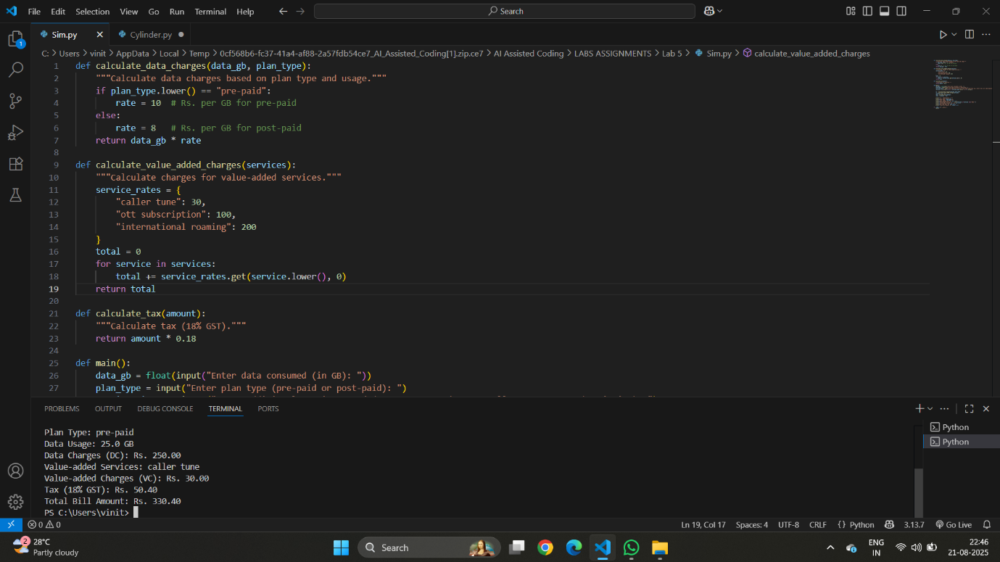 File Edit Selection View Go Run Terminal Help
Search
Sim.py
Cylinder.py
C: > Users > vinit > AppData > Local > Temp > 0cf568b6-fc37-41a4-af88-2a57fdb54ce7_AI_Assisted_Coding[1].zip.ce7 > AI Assisted Coding > LABS ASSIGNMENTS > Lab 5 > Sim.py > calculate_value_added_charges
1 def calculate_data_charges(data_gb, plan_type):
2     """Calculate data charges based on plan type and usage."""
3     if plan_type.lower() == "pre-paid":
4         rate = 10  # Rs. per GB for pre-paid
5     else:
6         rate = 8   # Rs. per GB for post-paid
7     return data_gb * rate
8
9 def calculate_value_added_charges(services):
10     """Calculate charges for value-added services."""
11     service_rates = {
12         "caller tune": 30,
13         "ott subscription": 100,
14         "international roaming": 200
15     }
16     total = 0
17     for service in services:
18         total += service_rates.get(service.lower(), 0)
19     return total
20
21 def calculate_tax(amount):
22     """Calculate tax (18% GST)."""
23     return amount * 0.18
24
25 def main():
26     data_gb = float(input("Enter data consumed (in GB): "))
27     plan_type = input("Enter plan type (pre-paid or post-paid): ")
PROBLEMS OUTPUT DEBUG CONSOLE TERMINAL PORTS
Plan Type: pre-paid
Data Usage: 25.0 GB
Data Charges (DC): Rs. 250.00
Value-added Services: caller tune
Value-added Charges (VC): Rs. 30.00
Tax (18% GST): Rs. 50.40
Total Bill Amount: Rs. 330.40
PS C:\Users\vinit>
Python
Python
0 0
Ln 19, Col 17 Spaces: 4 UTF-8 CRLF {} Python 3.13.7 Go Live
1
2
28°C
Partly cloudy
Search
ENG
IN
22:46
21-08-2025